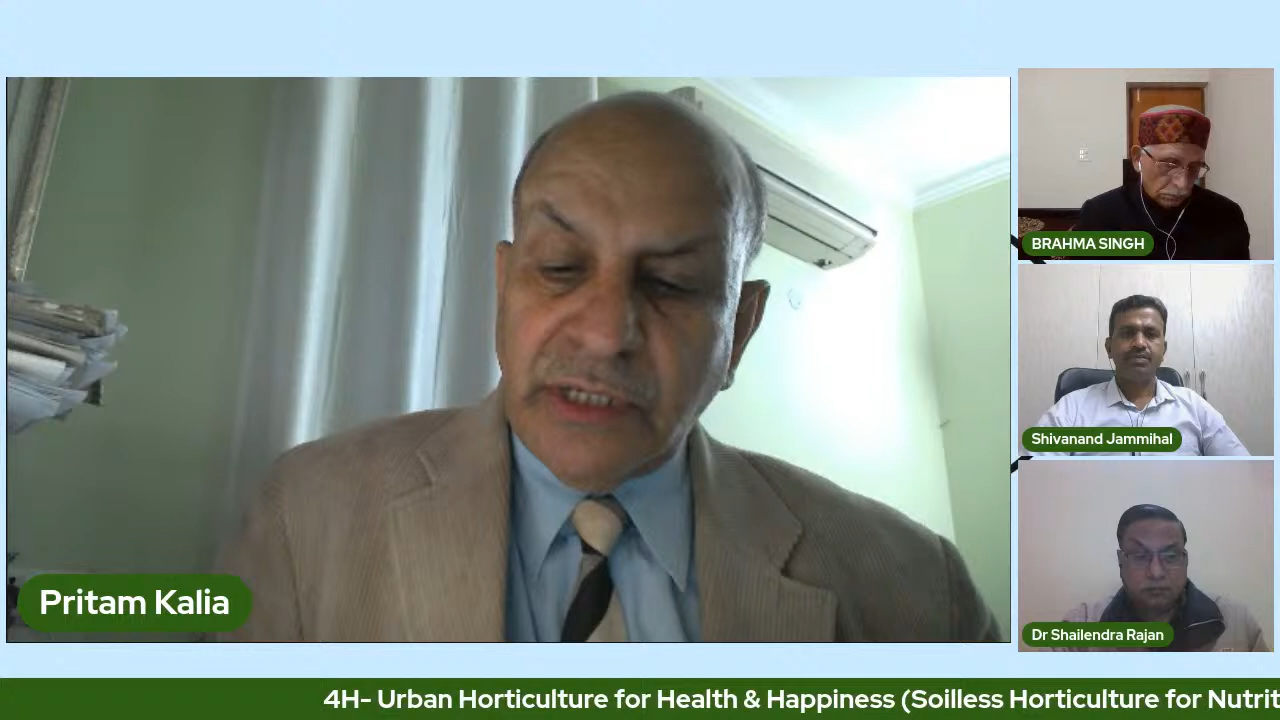 BRAHMA SINGH
Shivanand Jammihal
Pritam Kalia
Dr Shailendra Rajan
4H- Urban Horticulture for Health & Happiness (Soilless Horticulture for Nutrit